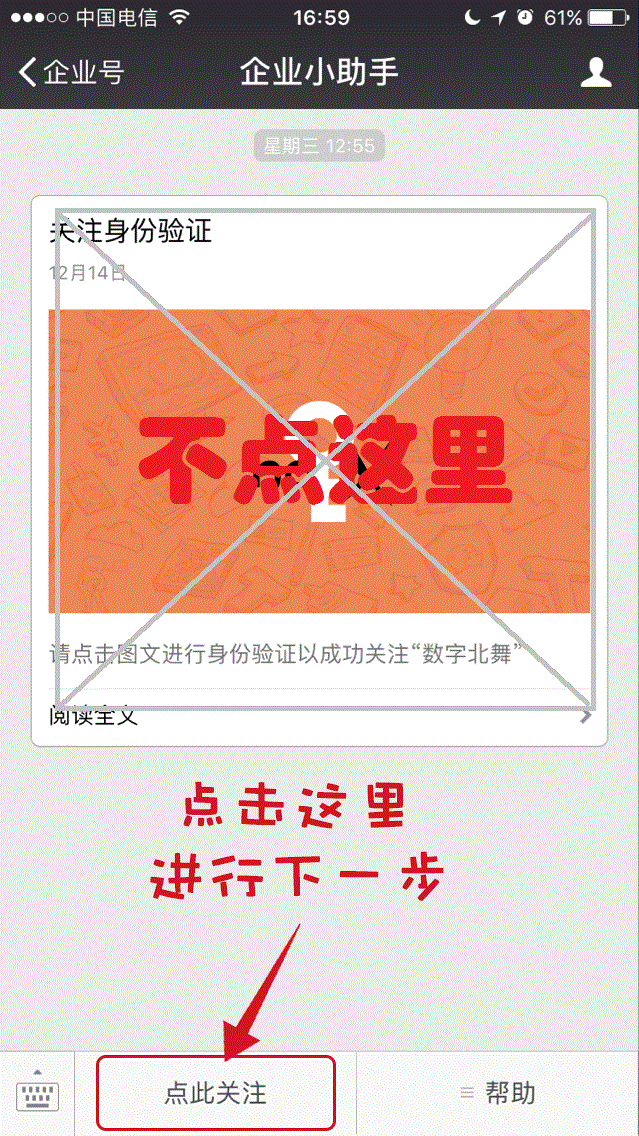 中国电信 16:59 61%
企业号 企业小助手
星期三 12:55
关注身份验证
12月14日
不点这里
请点击图文进行身份验证以成功关注“数字北舞”
阅读全文
点击这里
进行下一步
点此关注 帮助